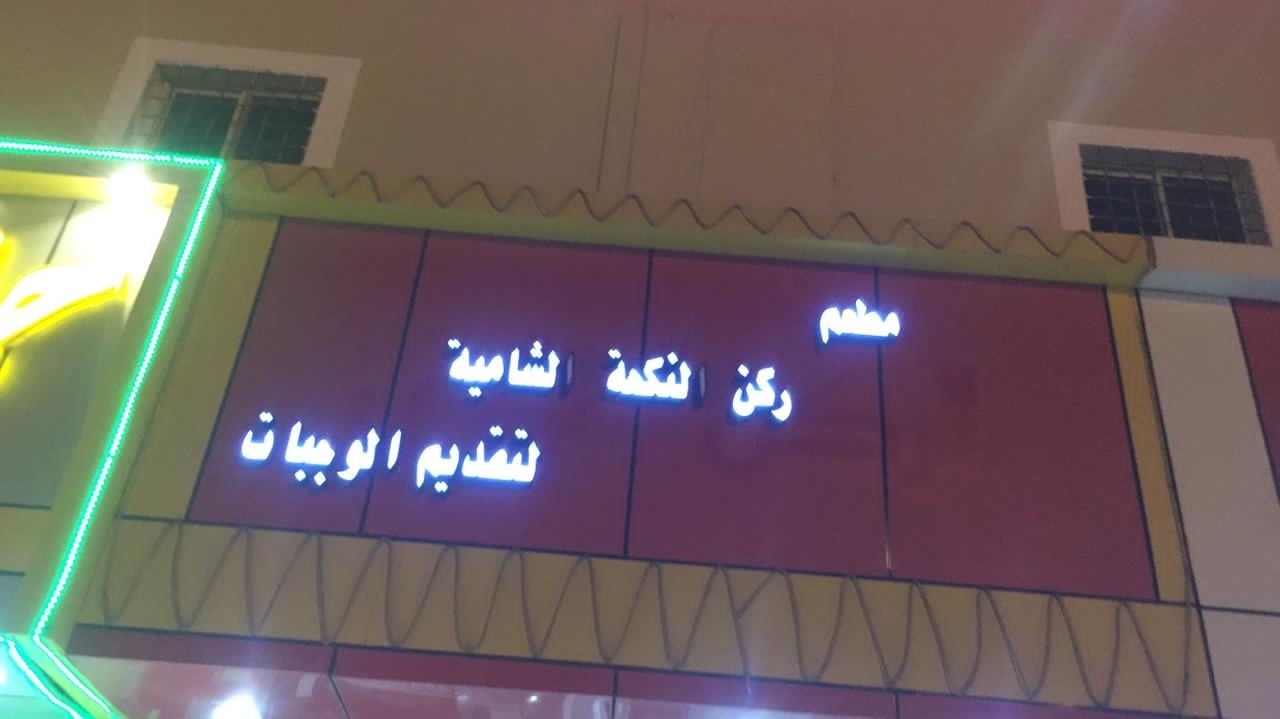 مطعم
ركن النكهة الشامية
لتقديم الوجبات